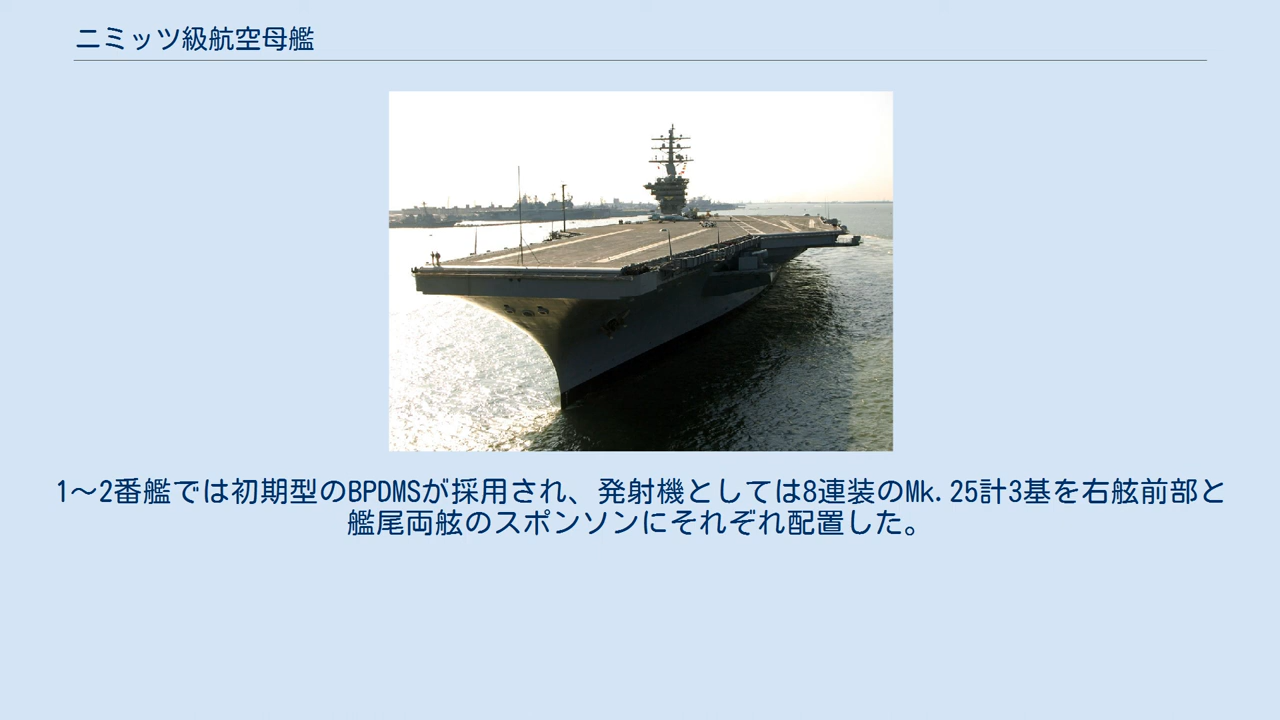 ニミッツ級航空母艦
1～2番艦では初期型のBPDMSが採用され、発射機としては8連装のMk.25計3基を右舷前部と
艦尾両舷のスポンソンにそれぞれ配置した。